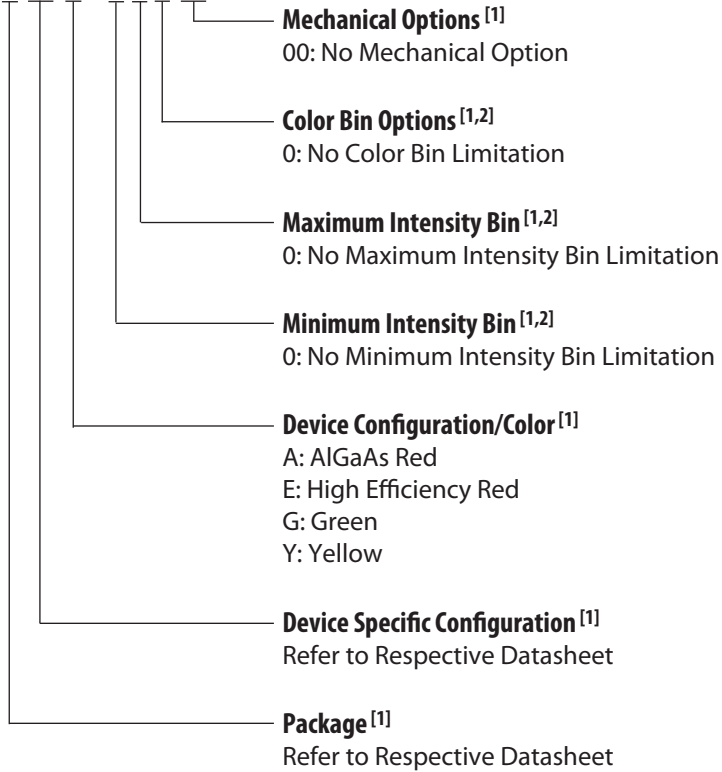 Mechanical Options [1]
00: No Mechanical Option
Color Bin Options [1,2]
0: No Color Bin Limitation
Maximum Intensity Bin [1,2]
0: No Maximum Intensity Bin Limitation
Minimum Intensity Bin [1,2]
0: No Minimum Intensity Bin Limitation
Device Configuration/Color [1]
A: AlGaAs Red
E: High Efficiency Red
G: Green
Y: Yellow
Device Specific Configuration [1]
Refer to Respective Datasheet
Package [1]
Refer to Respective Datasheet